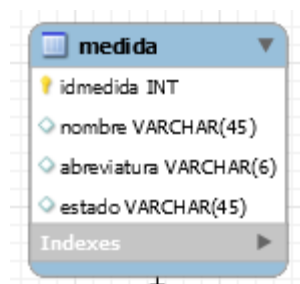 medida
idmedida INT
nombre VARCHAR(45)
abreviatura VARCHAR(6)
estado VARCHAR(45)
Indexes